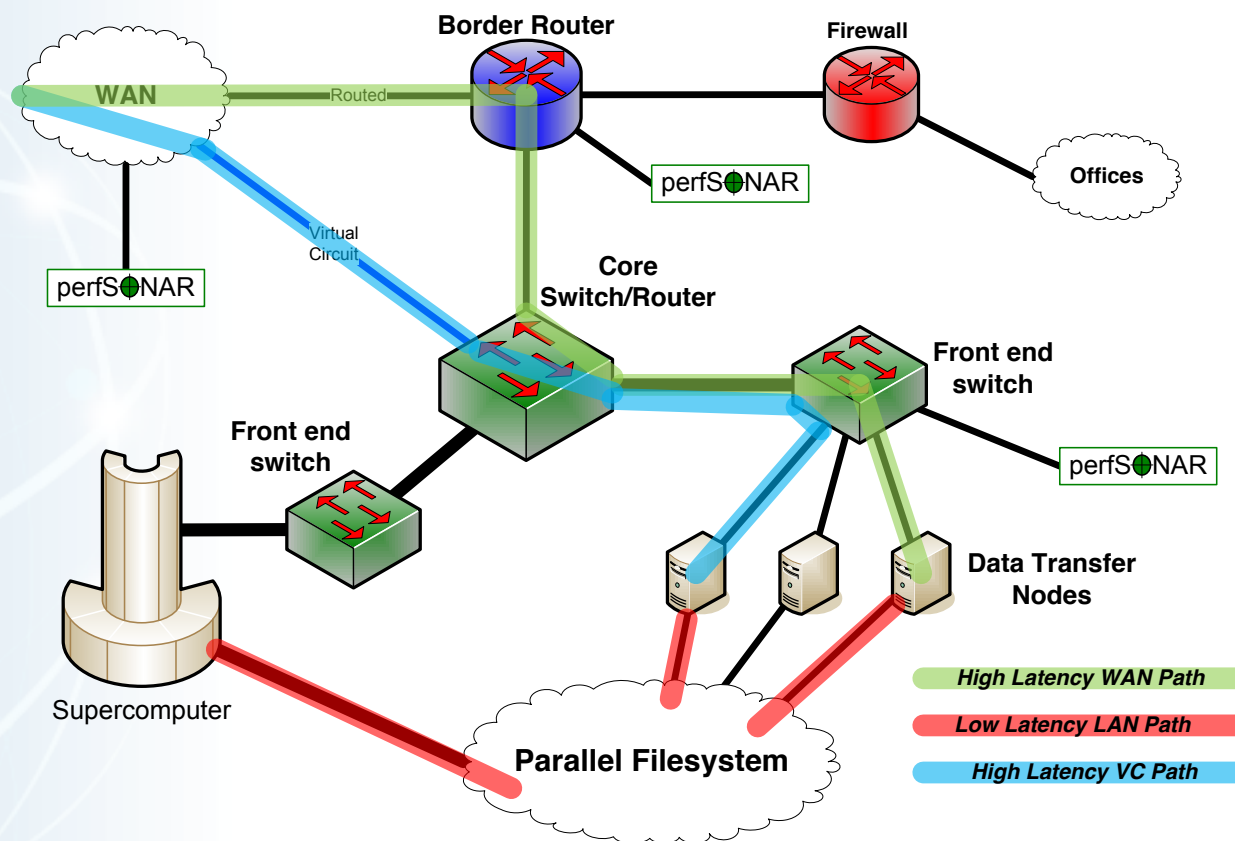 Border Router
Firewall
WAN
Routed
perfSONAR
Offices
Virtual
Circuit
perfSONAR
Core
Switch/Router
Front end
switch
Front end
switch
perfSONAR
Data Transfer
Nodes
Supercomputer
Parallel Filesystem
High Latency WAN Path
Low Latency LAN Path
High Latency VC Path